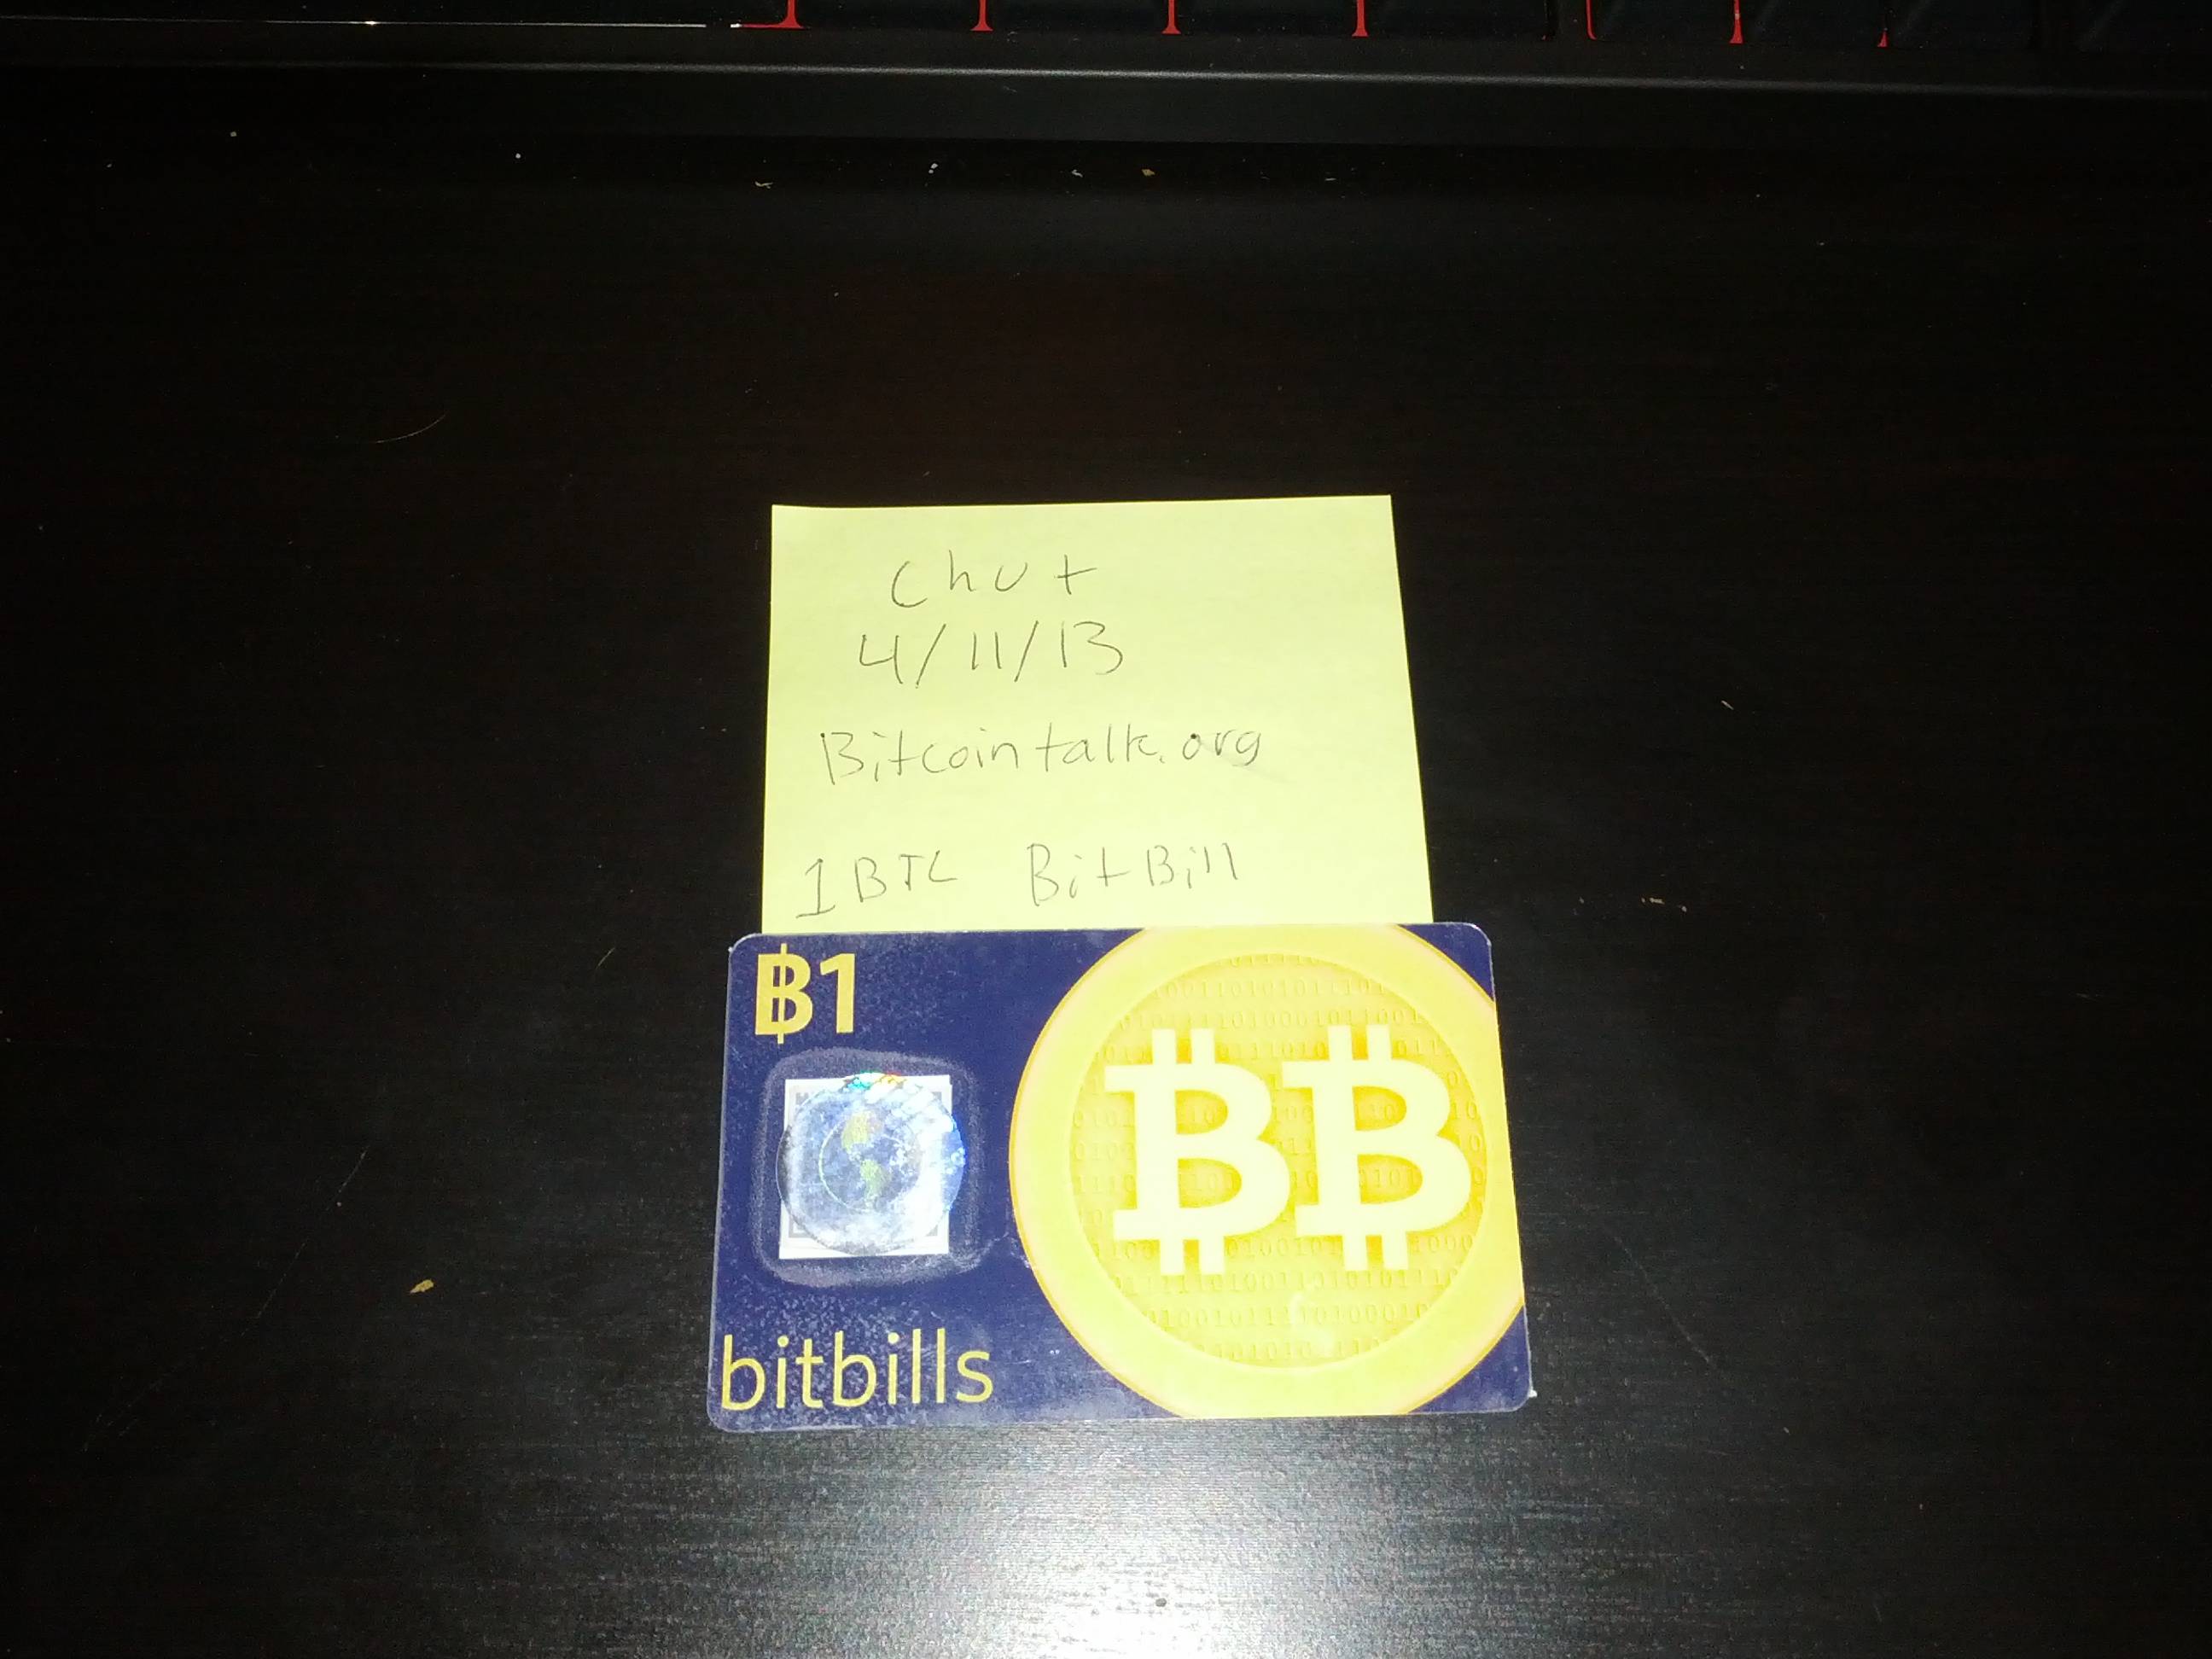 Chut
4/11/13
Bitcointalk.org
1 BTC BitBill
฿1
bitbills